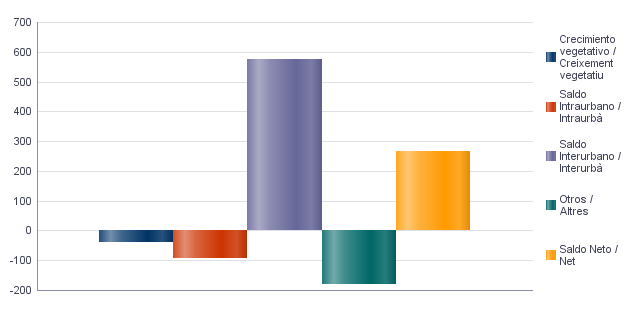 700
600
500
400
300
200
100
0
-100
-200
Crecimiento
vegetativo /
Creixement
vegetatiu
Saldo
Intraurbano /
Intraurbà
Saldo
Interurbano /
Interurbà
Otros /
Altres
Saldo Neto /
Net